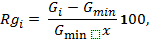 Rgᵢ = (Gᵢ − Gₘᵢₙ) / (Gₘᵢₙ □ x) 100,